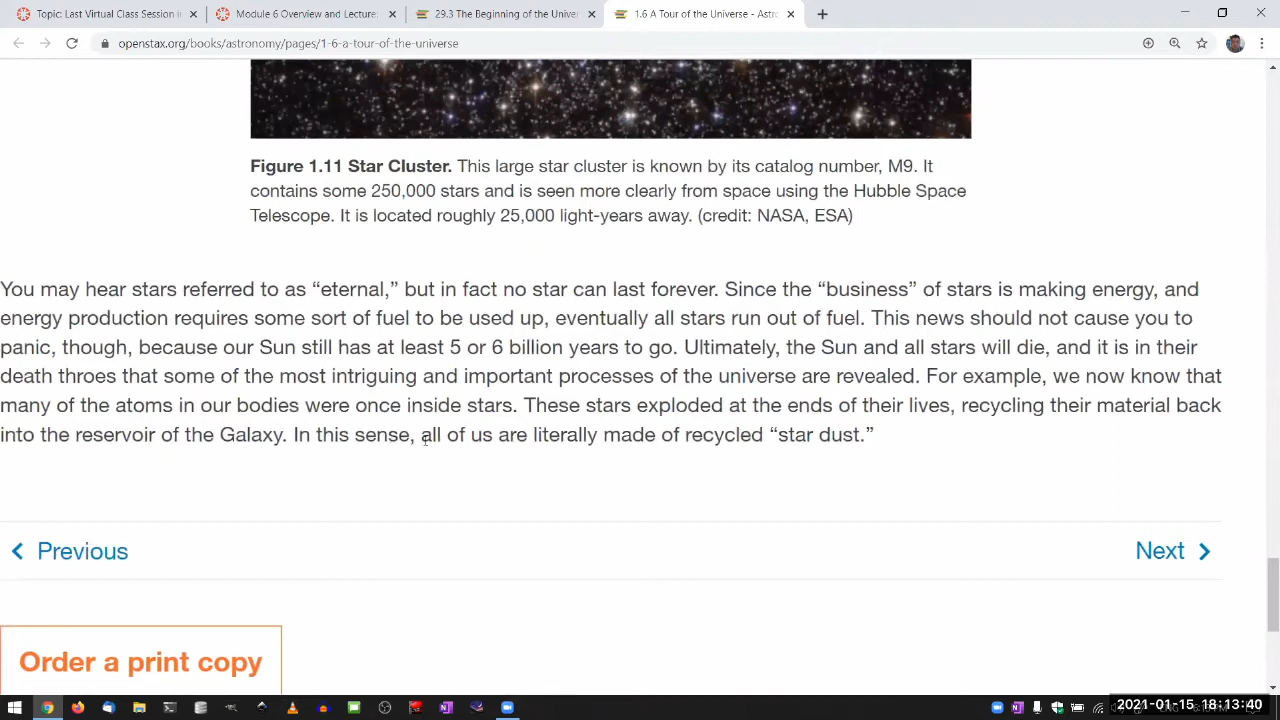 Topic: Last Virtual Class Session i
Module 6 Overview and Lecture
29.3 The Beginning of the Univer
1.6 A Tour of the Universe - Astro
openstax.org/books/astronomy/pages/1-6-a-tour-of-the-universe
Figure 1.11 Star Cluster. This large star cluster is known by its catalog number, M9. It
contains some 250,000 stars and is seen more clearly from space using the Hubble Space
Telescope. It is located roughly 25,000 light-years away. (credit: NASA, ESA)
You may hear stars referred to as “eternal,” but in fact no star can last forever. Since the “business” of stars is making energy, and
energy production requires some sort of fuel to be used up, eventually all stars run out of fuel. This news should not cause you to
panic, though, because our Sun still has at least 5 or 6 billion years to go. Ultimately, the Sun and all stars will die, and it is in their
death throes that some of the most intriguing and important processes of the universe are revealed. For example, we now know that
many of the atoms in our bodies were once inside stars. These stars exploded at the ends of their lives, recycling their material back
into the reservoir of the Galaxy. In this sense, all of us are literally made of recycled “star dust.”
Previous
Next
Order a print copy
2021-01-15 18:13:40